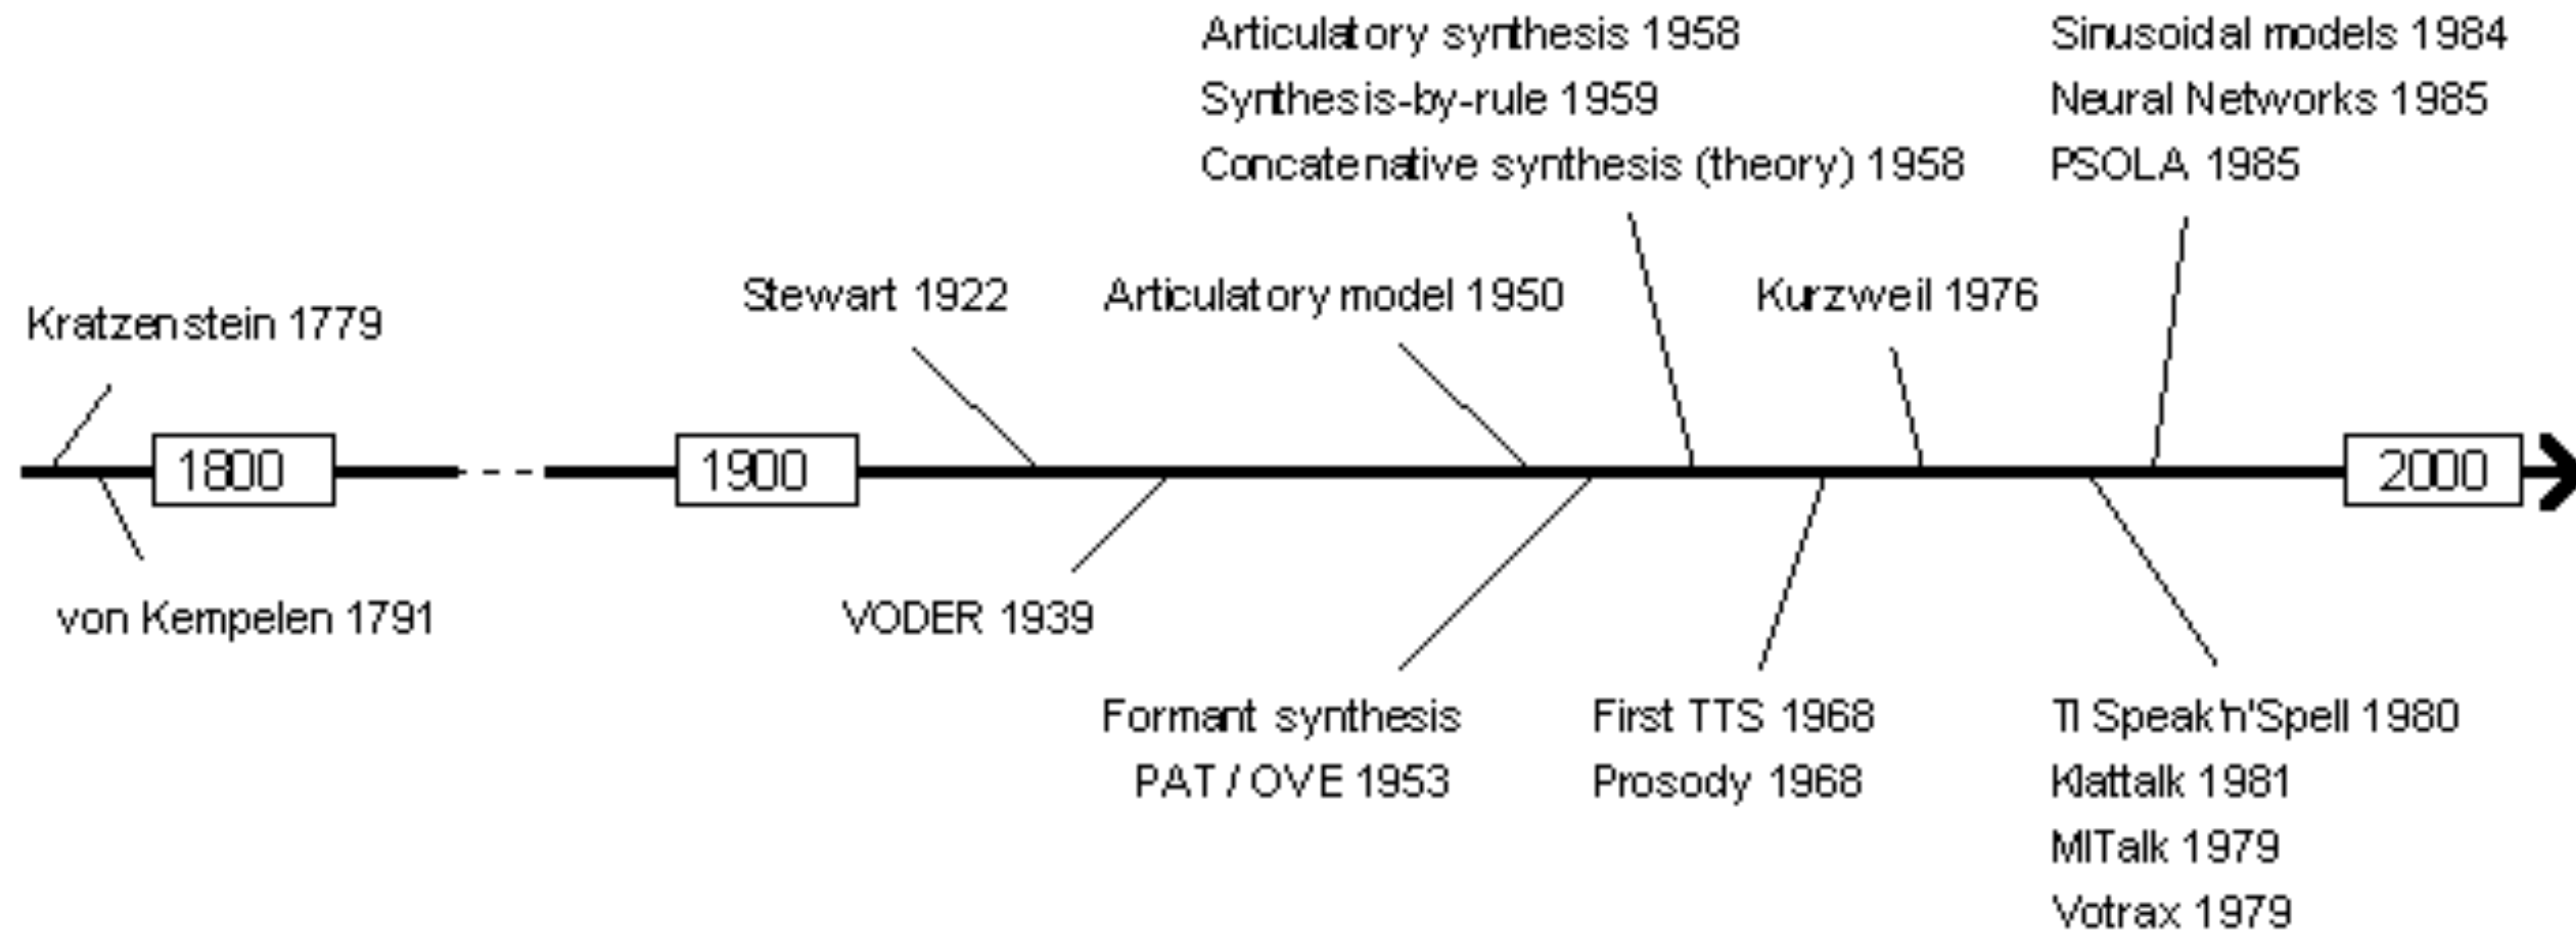 Articulatory synthesis 1958
Synthesis-by-rule 1959
Concatenative synthesis (theory) 1958
Sinusoidal models 1984
Neural Networks 1985
PSOLA 1985
Kratzenstein 1779
Stewart 1922
Articulatory model 1950
Kurzweil 1976
1800
1900
2000
von Kempelen 1791
VODER 1939
Formant synthesis
PAT / OVE 1953
First TTS 1968
Prosody 1968
TI Speak'n'Spell 1980
Klattalk 1981
MITalk 1979
Votrax 1979